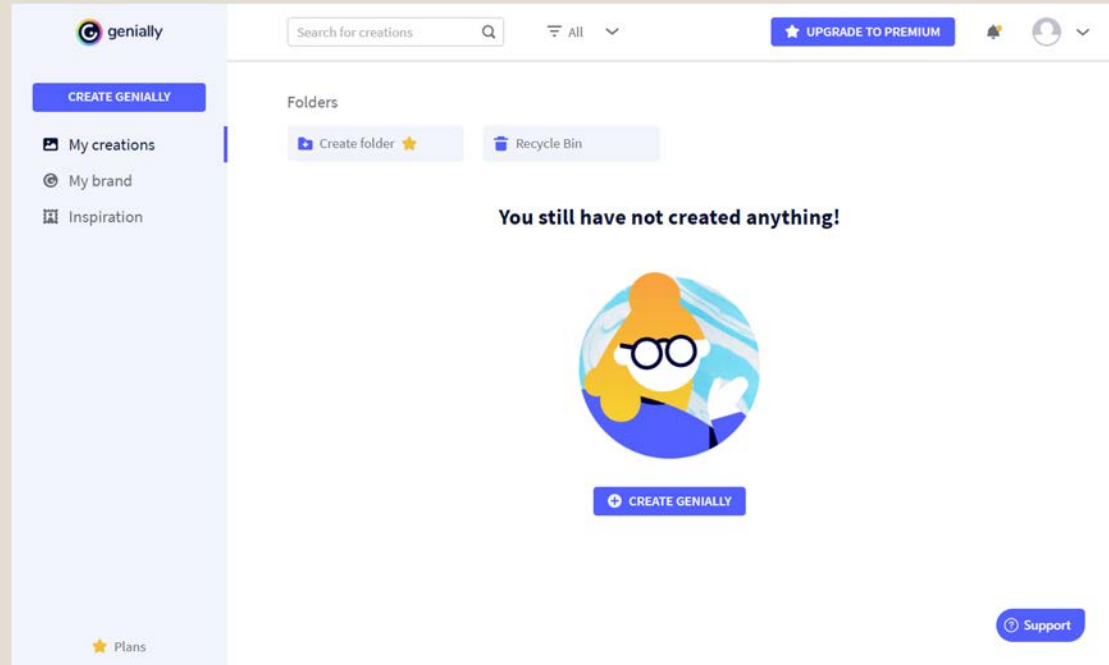 genially
Search for creations
All
UPGRADE TO PREMIUM
CREATE GENIALLY
My creations
My brand
Inspiration
Folders
Create folder
Recycle Bin
You still have not created anything!
CREATE GENIALLY
Support
Plans